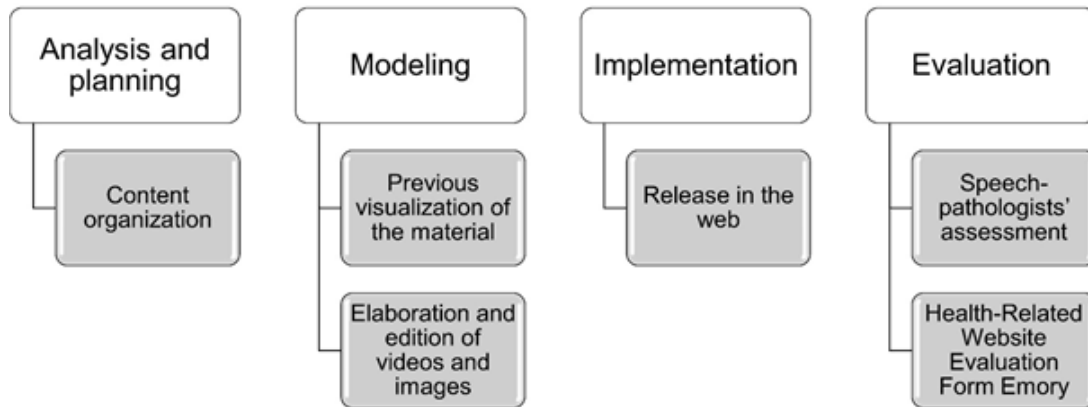 Analysis and
planning
Content
organization
Modeling
Previous
visualization of
the material
Elaboration and
edition of
videos and
images
Implementation
Release in the
web
Evaluation
Speech-
pathologists’
assessment
Health-Related
Website
Evaluation
Form Emory